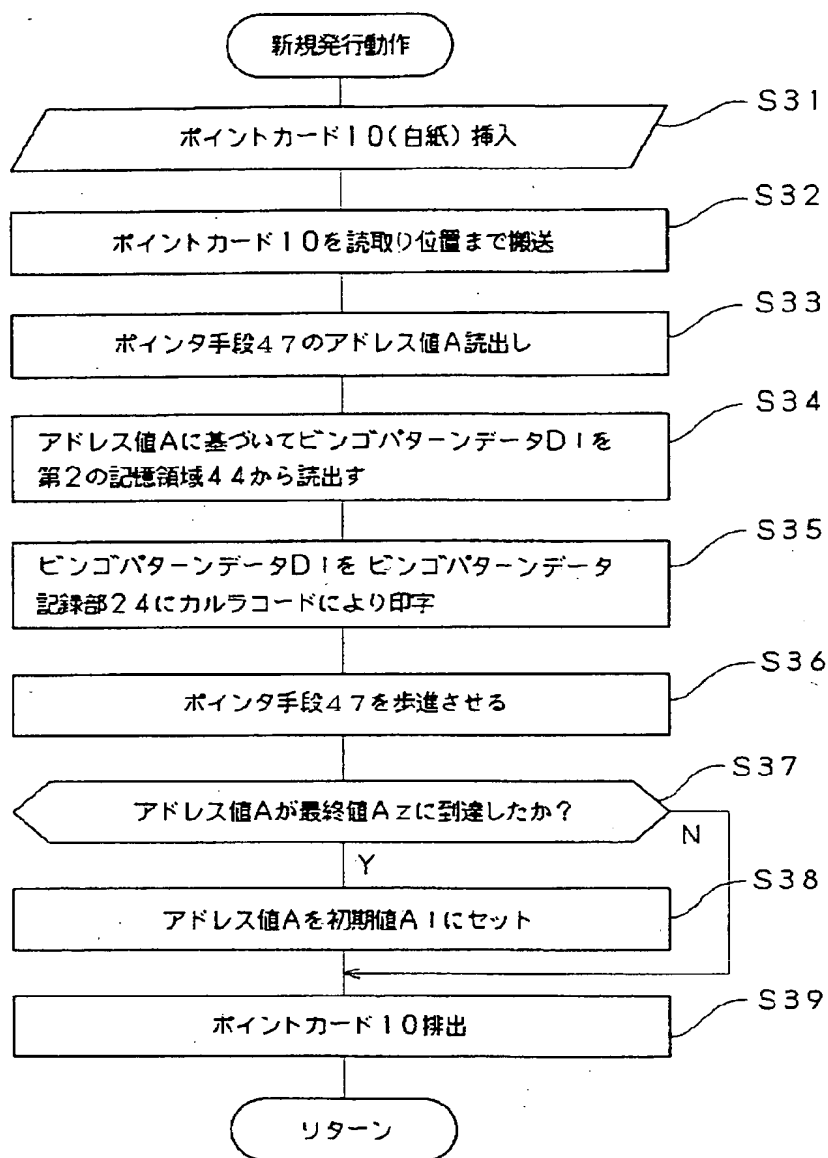 新規発行動作
S31
ポイントカード10(白紙)挿入
S32
ポイントカード10を読取り位置まで搬送
S33
ポインタ手段47のアドレス値A読出し
S34
アドレス値Aに基づいてビンゴパターンデータD1を
第2の記憶領域44から読出す
S35
ビンゴパターンデータD1をビンゴパターンデータ
記録部24にカルラコードにより印字
S36
ポインタ手段47を歩進させる
S37
アドレス値Aが最終値Azに到達したか?
N
Y
S38
アドレス値Aを初期値A1にセット
S39
ポイントカード10排出
リターン